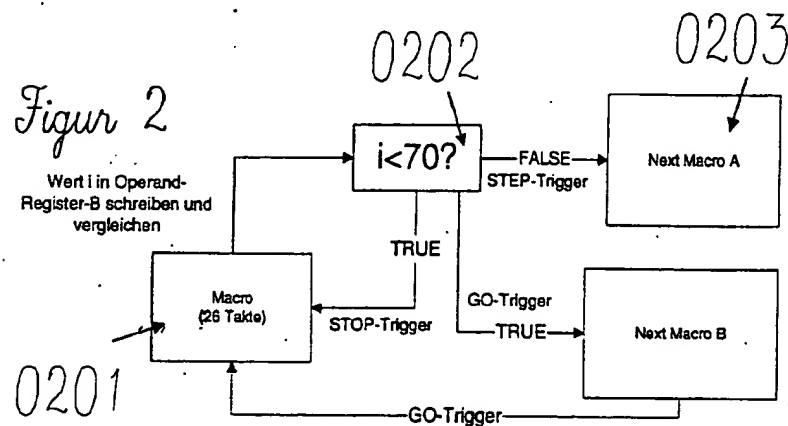 0202
0203
Figur 2
i<70?
FALSE
STEP-Trigger
Next Macro A
Wert i in Operand-
Register-B schreiben und
vergleichen
TRUE
Macro
(26 Takte)
STOP-Trigger
GO-Trigger
TRUE
Next Macro B
0201
GO-Trigger